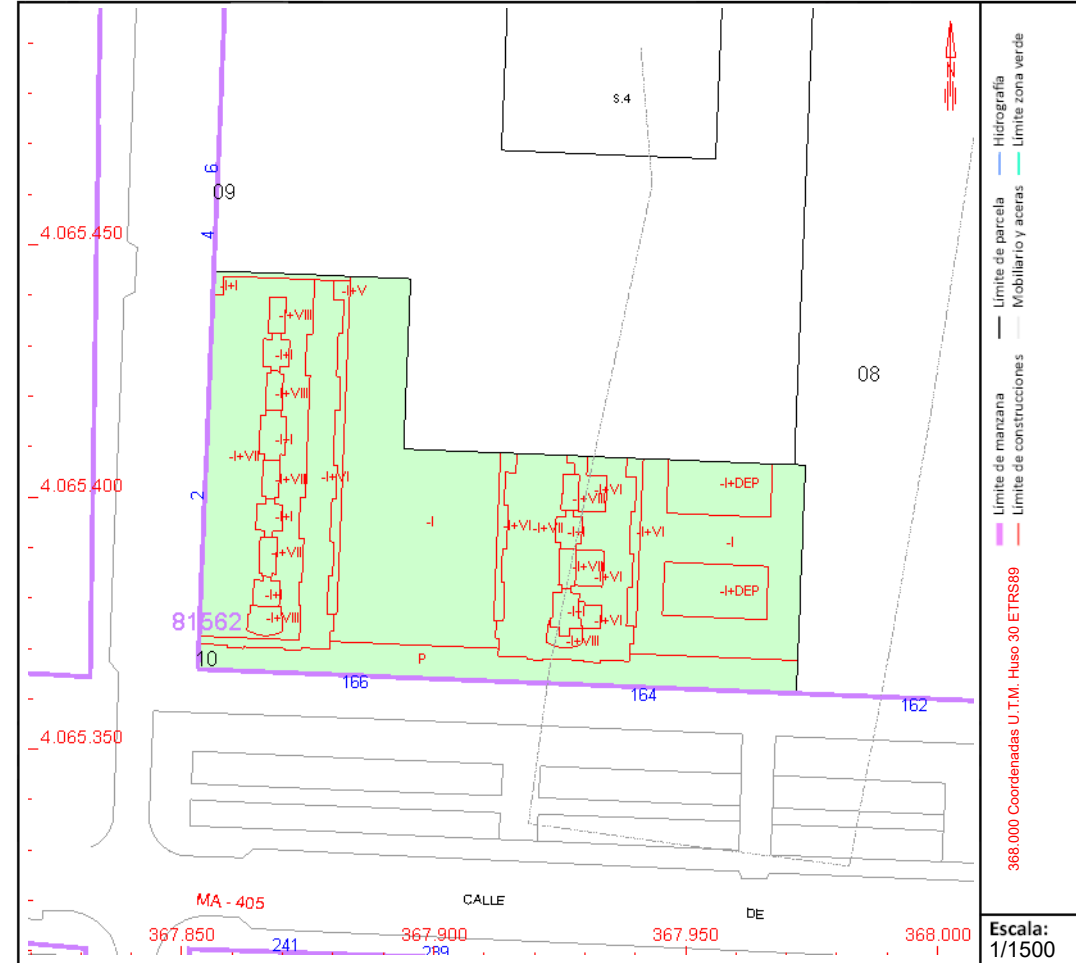 N
S.4
6
09
4.065.450
4
-I+I
-I+V
-I+VIII
-I+I
08
-I+VIII
-I+I
-I+VII
-I+VI
-I+VII
4.065.400
2
-I+I
-I
-I+VII
-I+VI
-I+VIII
-I+DEP
-I+VI
-I+VII
-I+I
-I+VI
-I
-I+VII
-I+VI
-I+DEP
-I+I
-I+VI
-I+VIII
-I+VIII
81562
10
P
166
164
162
4.065.350
MA - 405
CALLE
DE
367.850
367.900
367.950
368.000
241
289
Hidrografía
Límite zona verde
Límite de parcela
Mobiliario y aceras
Límite de manzana
Límite de construcciones
368.000 Coordenadas U.T.M. Huso 30 ETRS89
Escala:
1/1500